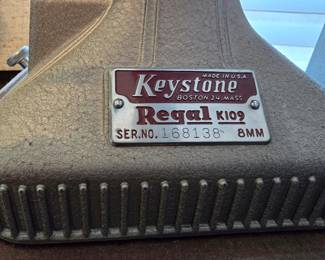 MADE IN U.S.A.
Keystone
BOSTON 24, MASS.
Regal K109
SER.NO. 168138 8MM